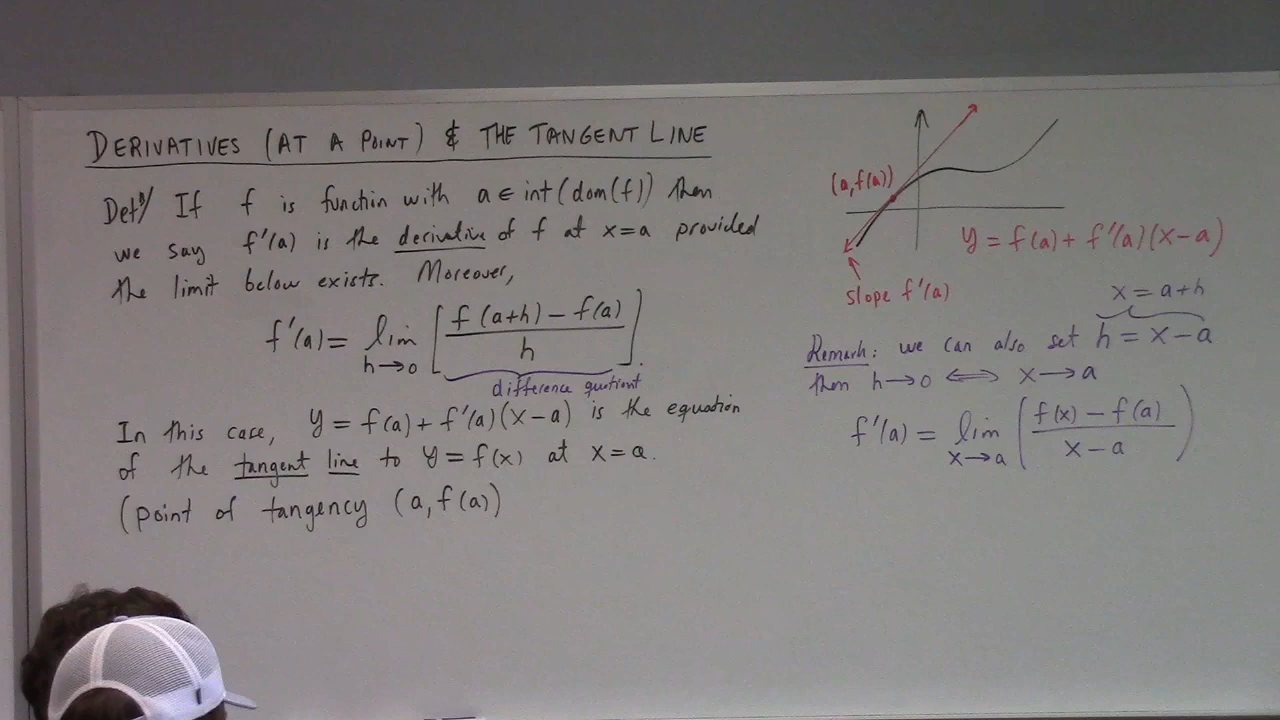 DERIVATIVES (AT A POINT) & THE TANGENT LINE
Defⁿ/ If f is function with a ∈ int(dom(f)) then
we say f'(a) is the derivative of f at x=a provided
the limit below exists. Moreover,
f'(a) = lim h→0 [ (f(a+h) − f(a)) / h ].
difference quotient
In this case, y = f(a) + f'(a)(x−a) is the equation
of the tangent line to y = f(x) at x = a.
(point of tangency (a, f(a))
(a, f(a))
y = f(a) + f'(a)(x−a)
slope f'(a)
x = a+h
Remark: we can also set h = x−a
then h→0 ⟺ x→a
f'(a) = lim x→a ( (f(x) − f(a)) / (x−a) )